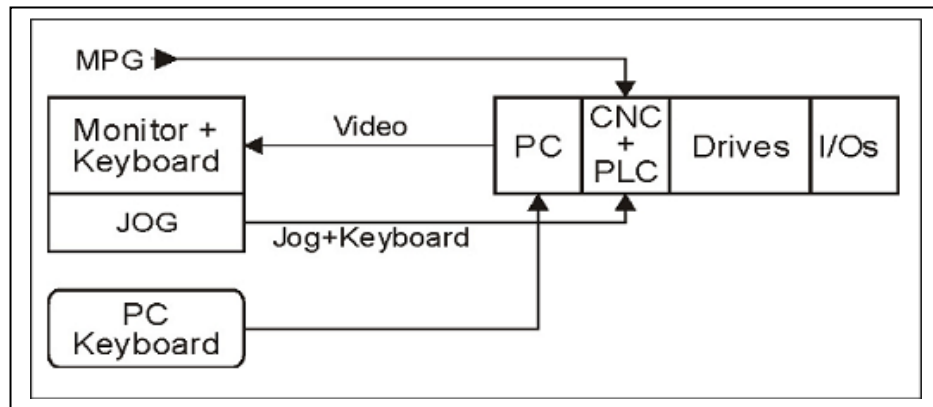 MPG
Monitor +
Keyboard
JOG
Video
Jog+Keyboard
PC
Keyboard
PC
CNC
+
PLC
Drives
I/Os